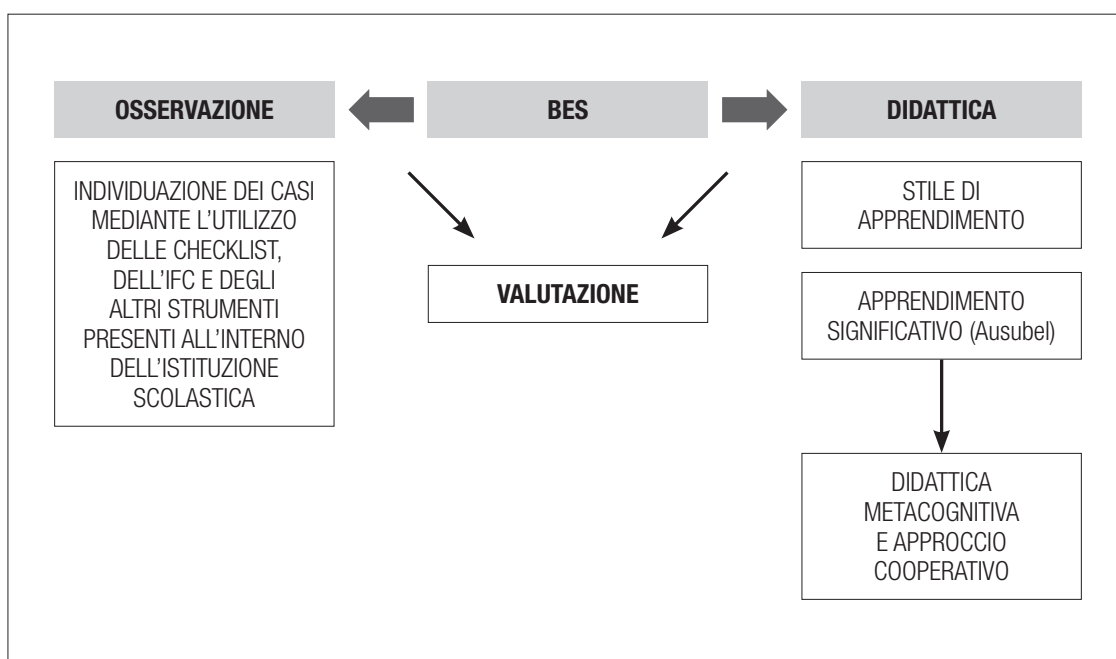 OSSERVAZIONE
BES
DIDATTICA
INDIVIDUAZIONE DEI CASI
MEDIANTE L'UTILIZZO
DELLE CHECKLIST,
DELL'IFC E DEGLI
ALTRI STRUMENTI
PRESENTI ALL'INTERNO
DELL'ISTITUZIONE
SCOLASTICA
VALUTAZIONE
STILE DI
APPRENDIMENTO
APPRENDIMENTO
SIGNIFICATIVO (Ausubel)
DIDATTICA
METACOGNITIVA
E APPROCCIO
COOPERATIVO